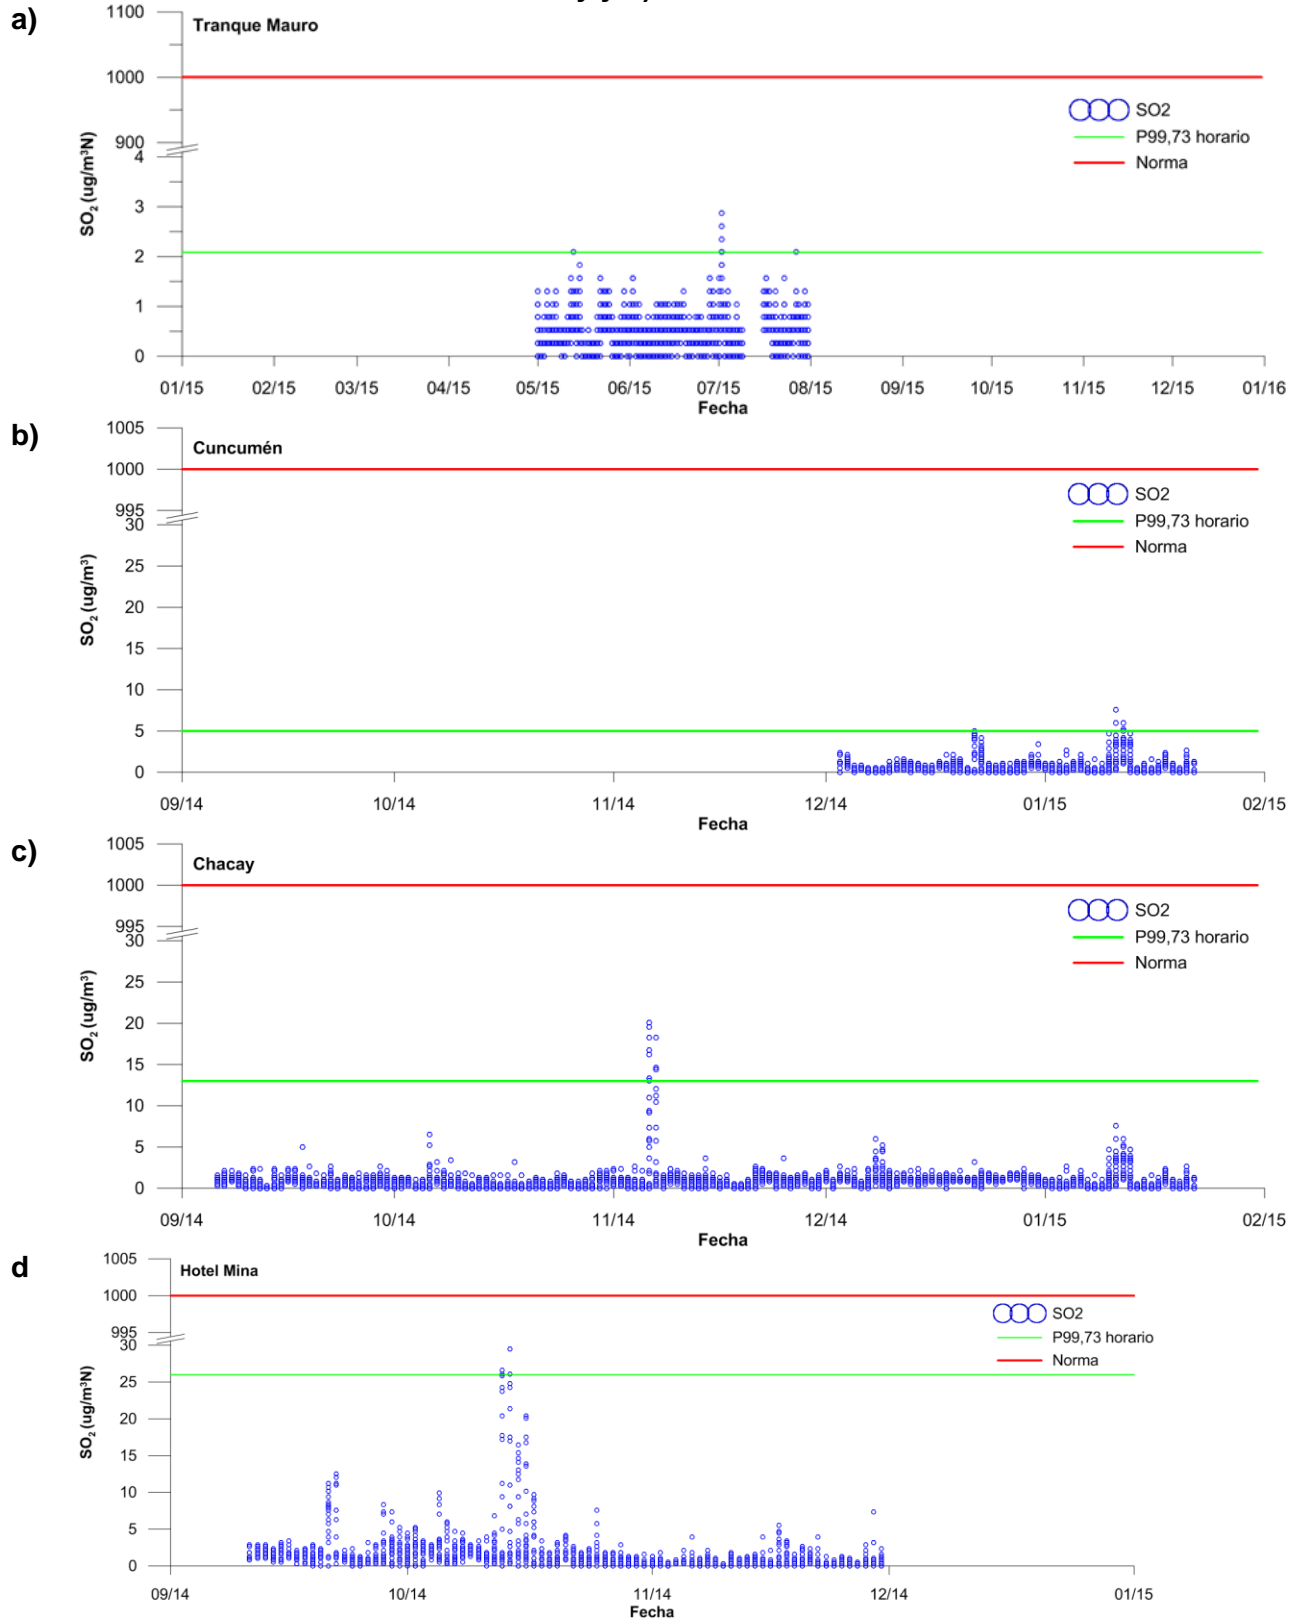 a)
Tranque Mauro
1100
1000
900
4
3
2
1
0
SO2 (ug/m³N)
SO2
P99,73 horario
Norma
01/15 02/15 03/15 04/15 05/15 06/15 07/15 08/15 09/15 10/15 11/15 12/15 01/16
Fecha
b)
Cuncumén
1005
1000
995
30
25
20
15
10
5
0
SO2 (ug/m³)
SO2
P99,73 horario
Norma
09/14 10/14 11/14 12/14 01/15 02/15
Fecha
c)
Chacay
1005
1000
995
30
25
20
15
10
5
0
SO2 (ug/m³)
SO2
P99,73 horario
Norma
09/14 10/14 11/14 12/14 01/15 02/15
Fecha
d
Hotel Mina
1005
1000
995
30
25
20
15
10
5
0
SO2 (ug/m³N)
SO2
P99,73 horario
Norma
09/14 10/14 11/14 12/14 01/15
Fecha